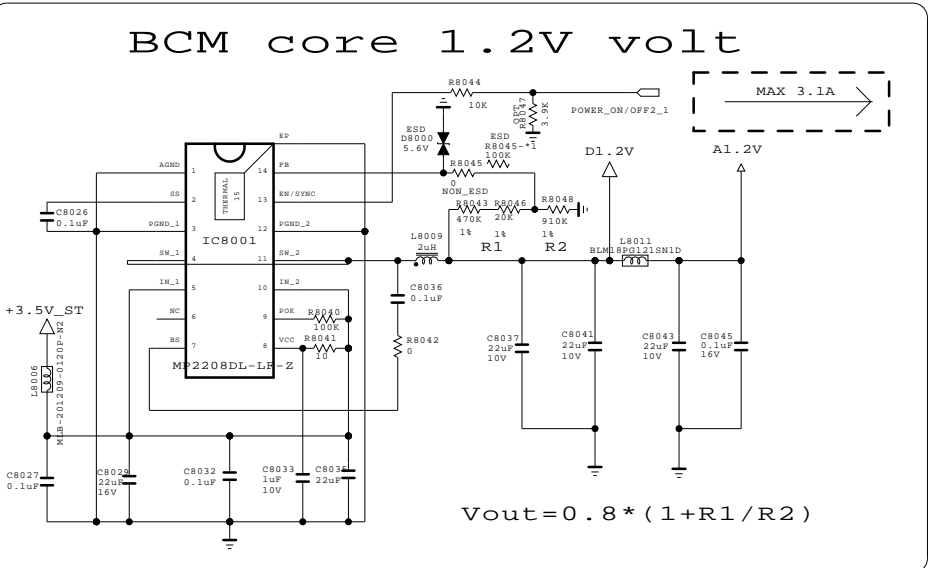 BCM core 1.2V volt
MAX 3.1A
R8044
10K
OPT
R8047
3.9K
POWER_ON/OFF2_1
ESD
D8000
5.6V
ESD
R8045-*1
100K
R8045
0
NON_ESD
D1.2V
A1.2V
EP
AGND
1
14
FB
SS
2
13
EN/SYNC
PGND_1
3
12
PGND_2
SW_1
4
11
SW_2
IN_1
5
10
IN_2
NC
6
9
POK
BS
7
8
VCC
THERMAL
15
IC8001
MP2208DL-LF-Z
C8026
0.1uF
R8043
470K
1%
R8046
20K
1%
R8048
910K
1%
R1
R2
L8009
2uH
L8011
BLM18PG121SN1D
C8036
0.1uF
R8042
0
R8040
100K
R8041
10
+3.5V_ST
L8006
MLB-201209-0120P-N2
C8037
22uF
10V
C8041
22uF
10V
C8043
22uF
10V
C8045
0.1uF
16V
C8027
0.1uF
C8029
22uF
16V
C8032
0.1uF
C8033
1uF
10V
C8035
22uF
Vout=0.8*(1+R1/R2)